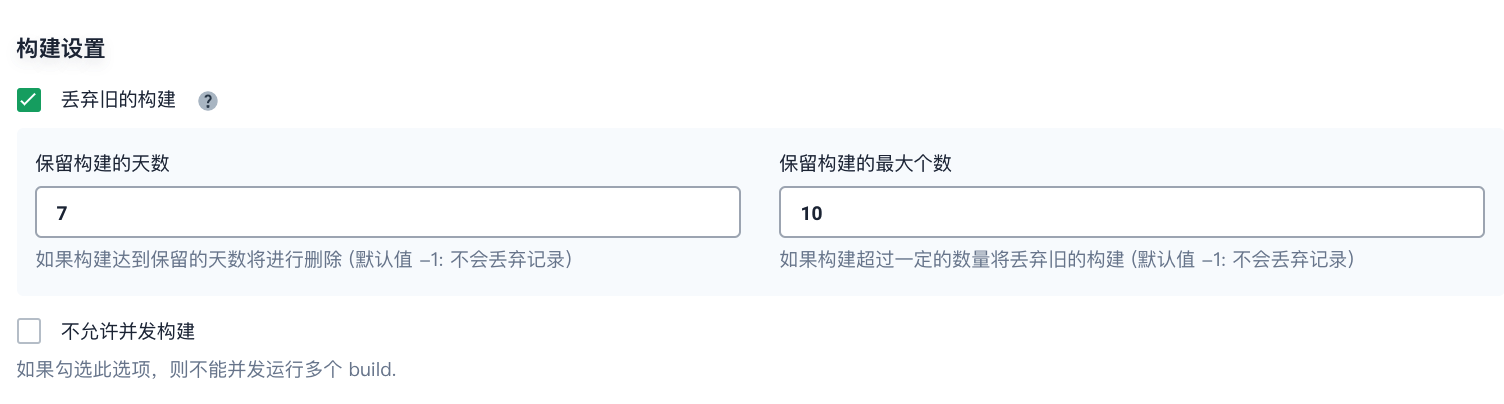 构建设置
丢弃旧的构建 ?
保留构建的天数
保留构建的最大个数
7
10
如果构建达到保留的天数将进行删除 (默认值 -1: 不会丢弃记录)
如果构建超过一定的数量将丢弃旧的构建 (默认值 -1: 不会丢弃记录)
不允许并发构建
如果勾选此选项，则不能并发运行多个 build.